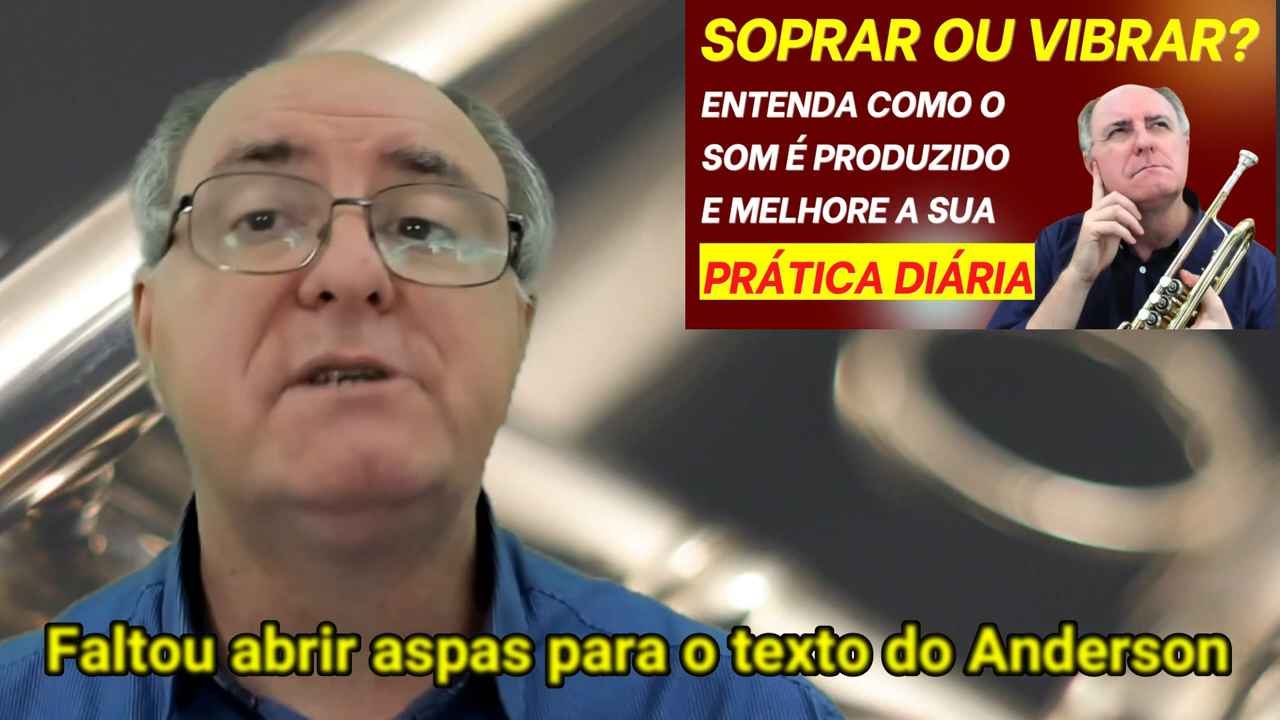 SOPRAR OU VIBRAR?
ENTENDA COMO O
SOM É PRODUZIDO
E MELHORE A SUA
PRÁTICA DIÁRIA
Faltou abrir aspas para o texto do Anderson